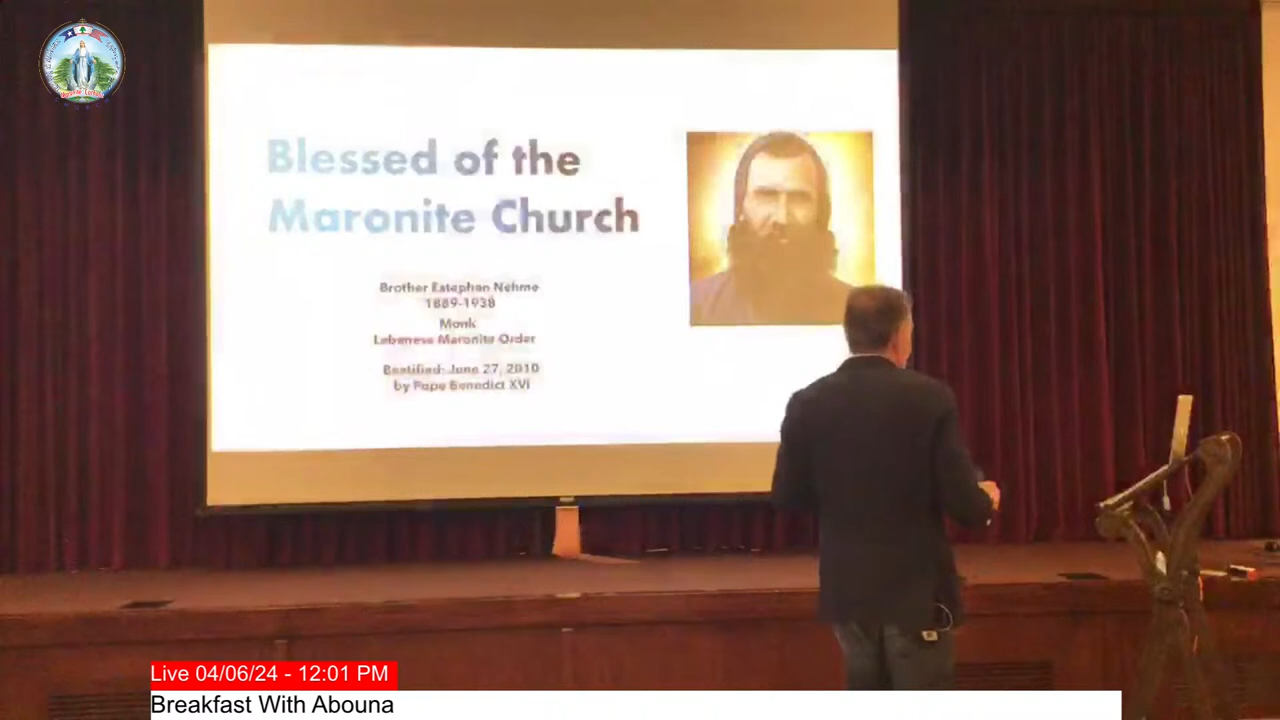 Blessed of the
Maronite Church
Brother Estephan Nehme
1889-1938
Monk
Lebanese Maronite Order
Beatified: June 27, 2010
by Pope Benedict XVI
Live 04/06/24 - 12:01 PM
Breakfast With Abouna